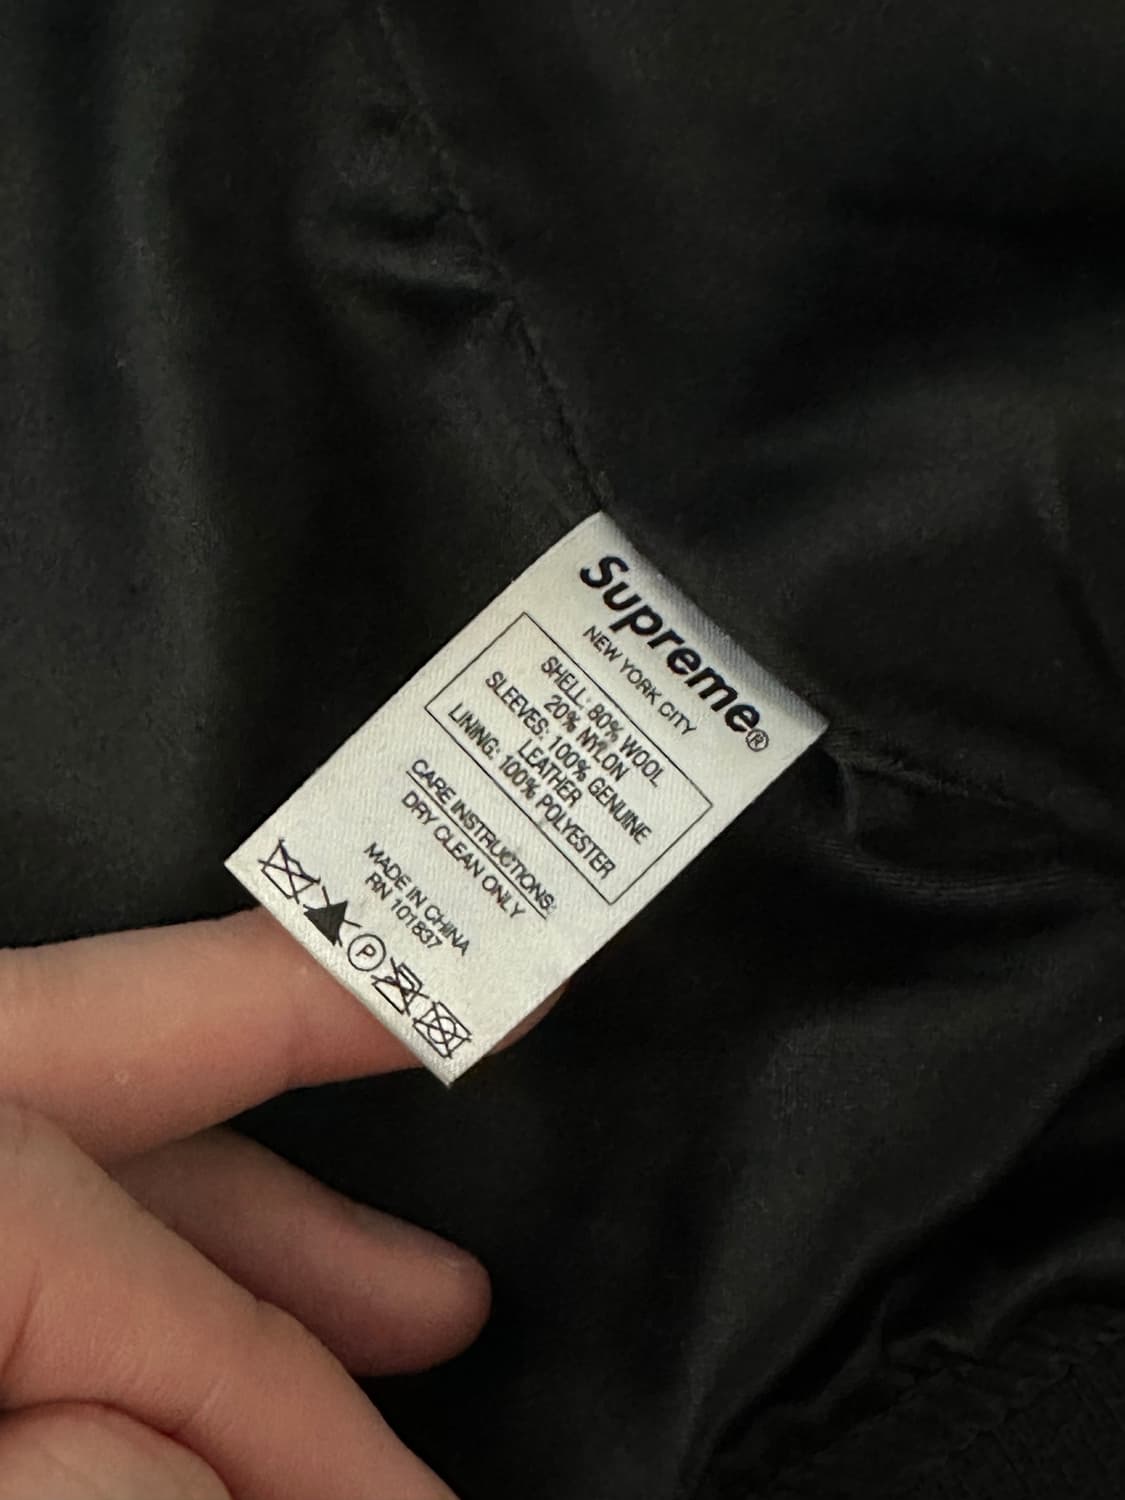 Supreme®
NEW YORK CITY
SHELL: 80% WOOL
20% NYLON
SLEEVES: 100% GENUINE
LEATHER
LINING: 100% POLYESTER
CARE INSTRUCTIONS:
DRY CLEAN ONLY
MADE IN CHINA
RN 101837
P